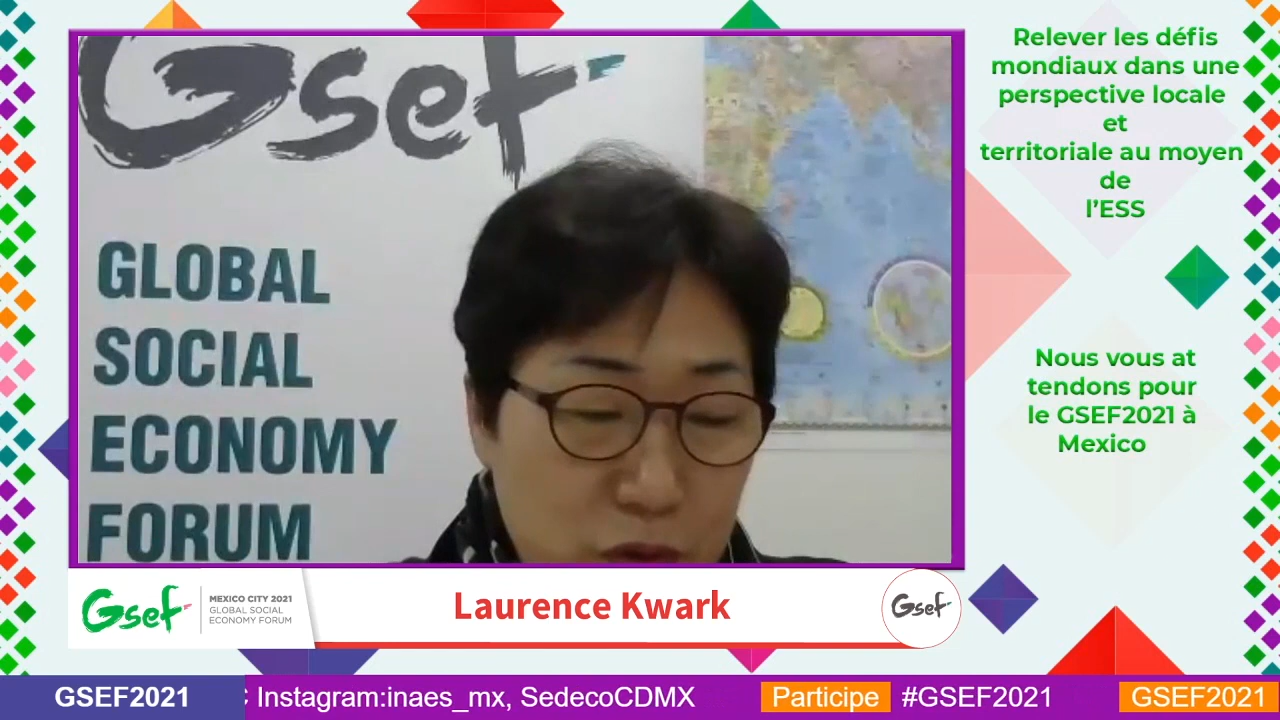 Gsef
GLOBAL
SOCIAL
ECONOMY
FORUM
Relever les défis
mondiaux dans une
perspective locale
et
territoriale au moyen
de
l’ESS
Nous vous at
tendons pour
le GSEF2021 à
Mexico
Gsef
MEXICO CITY 2021
GLOBAL SOCIAL
ECONOMY FORUM
Laurence Kwark
Gsef
GSEF2021
Instagram:inaes_mx, SedecoCDMX
Participe
#GSEF2021
GSEF2021